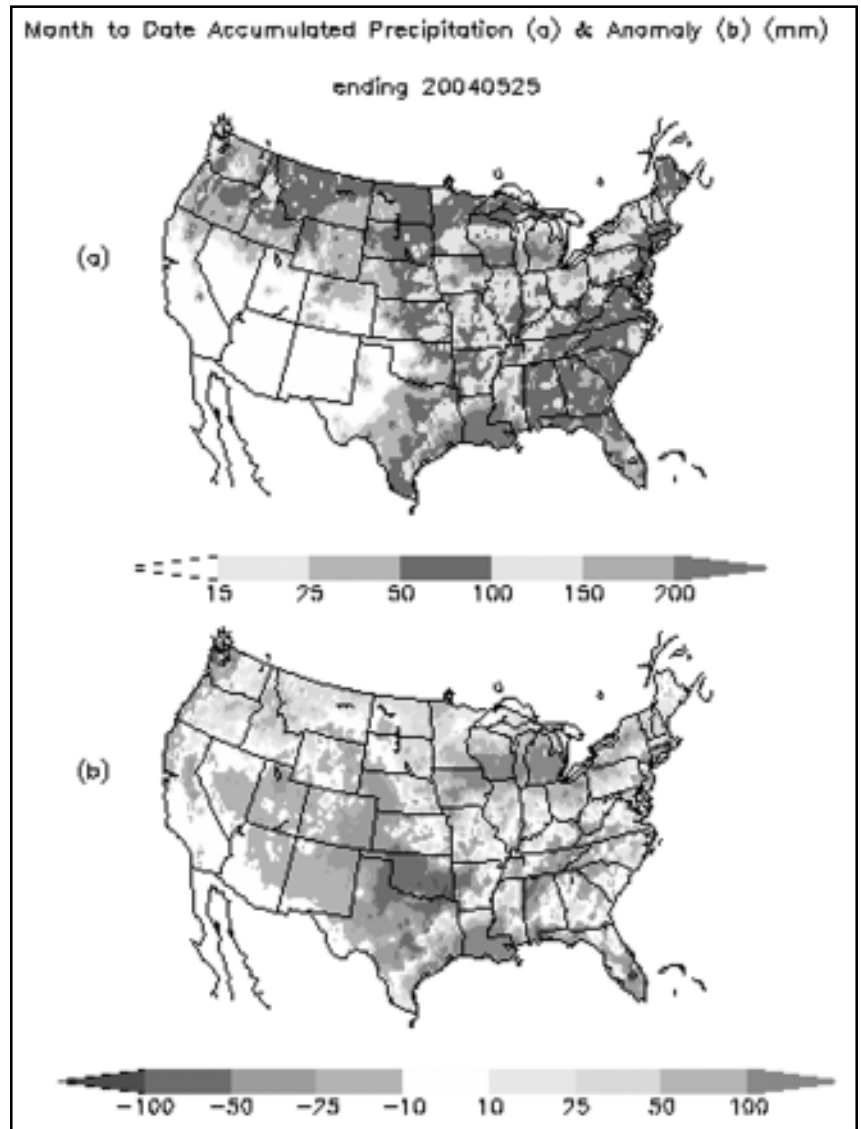 Month to Date Accumulated Precipitation (a) & Anomaly (b) (mm)
ending 20040525
(a)
15 25 50 100 150 200
(b)
-100 -50 -25 -10 10 25 50 100